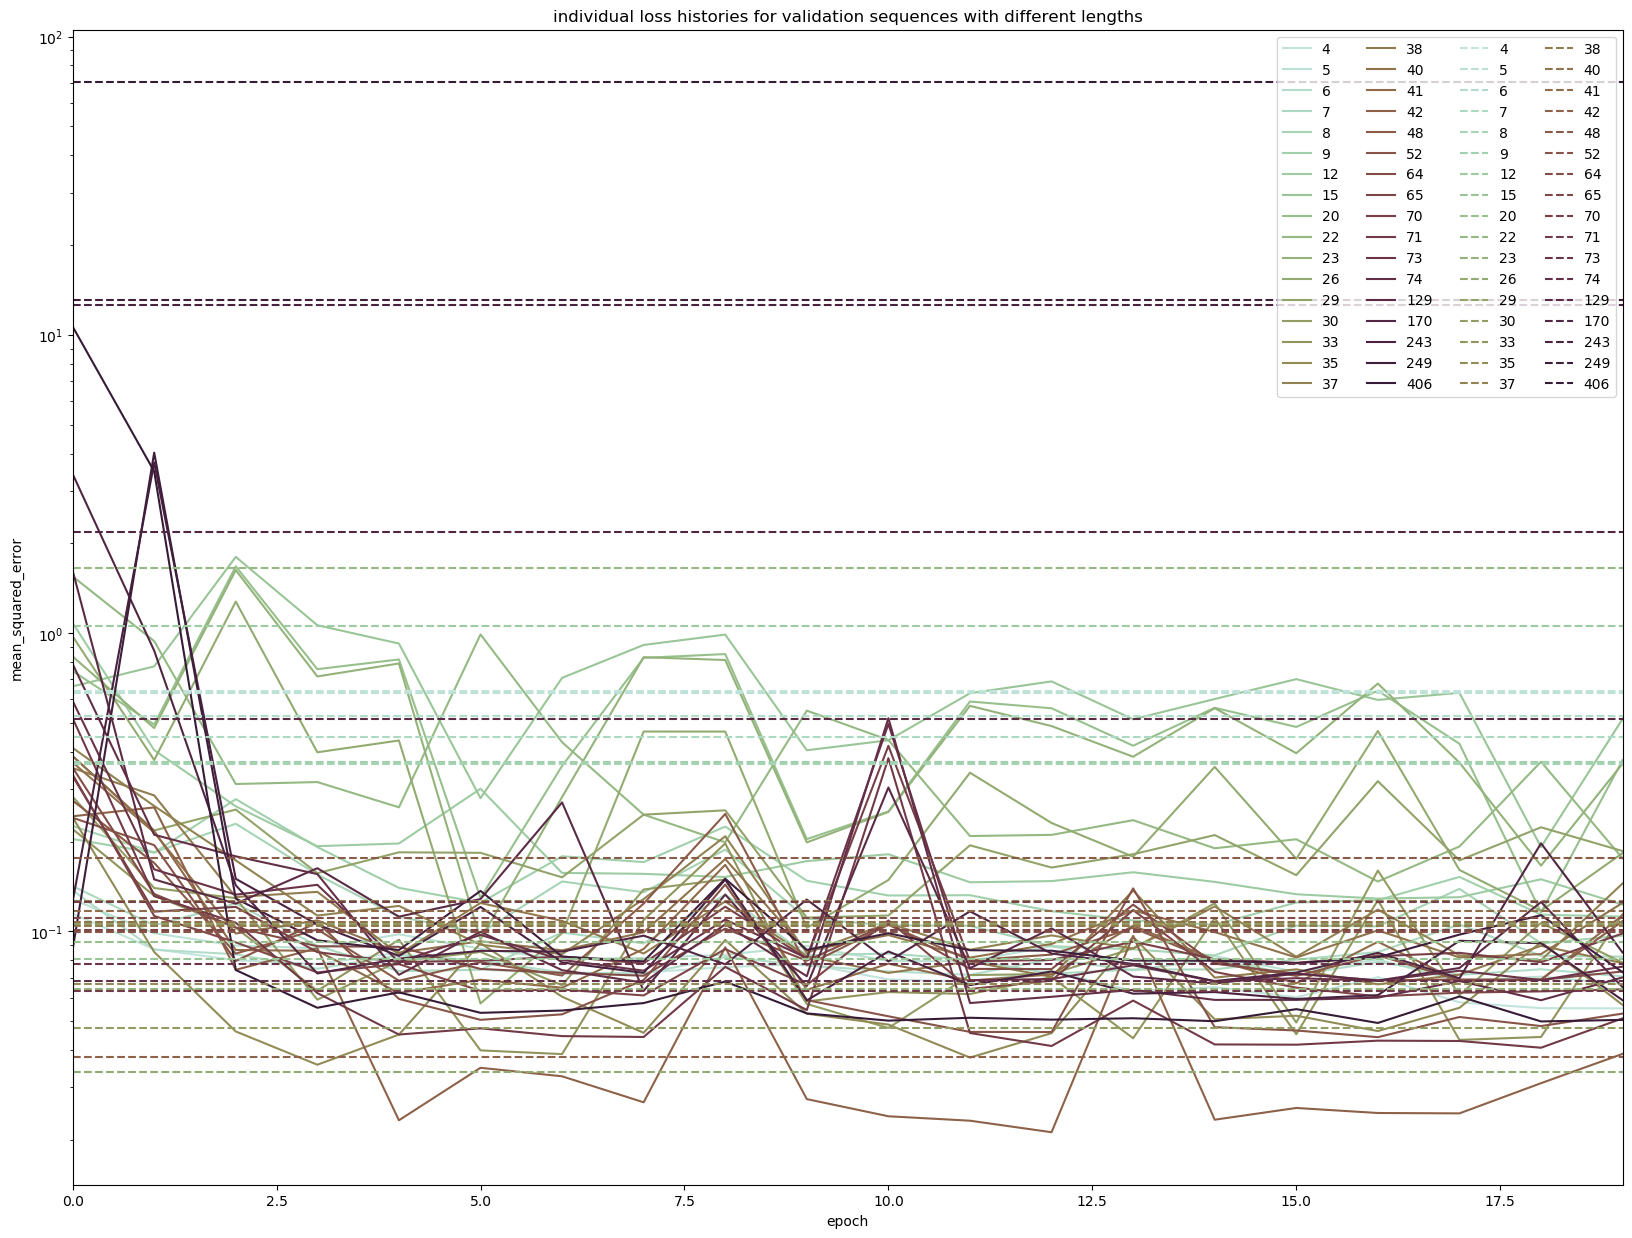 individual loss histories for validation sequences with different lengths
10²
10¹
10⁰
10⁻¹
mean_squared_error
4 38 4 38
5 40 5 40
6 41 6 41
7 42 7 42
8 48 8 48
9 52 9 52
12 64 12 64
15 65 15 65
20 70 20 70
22 71 22 71
23 73 23 73
26 74 26 74
29 129 29 129
30 170 30 170
33 243 33 243
35 249 35 249
37 406 37 406
0.0 2.5 5.0 7.5 10.0 12.5 15.0 17.5
epoch